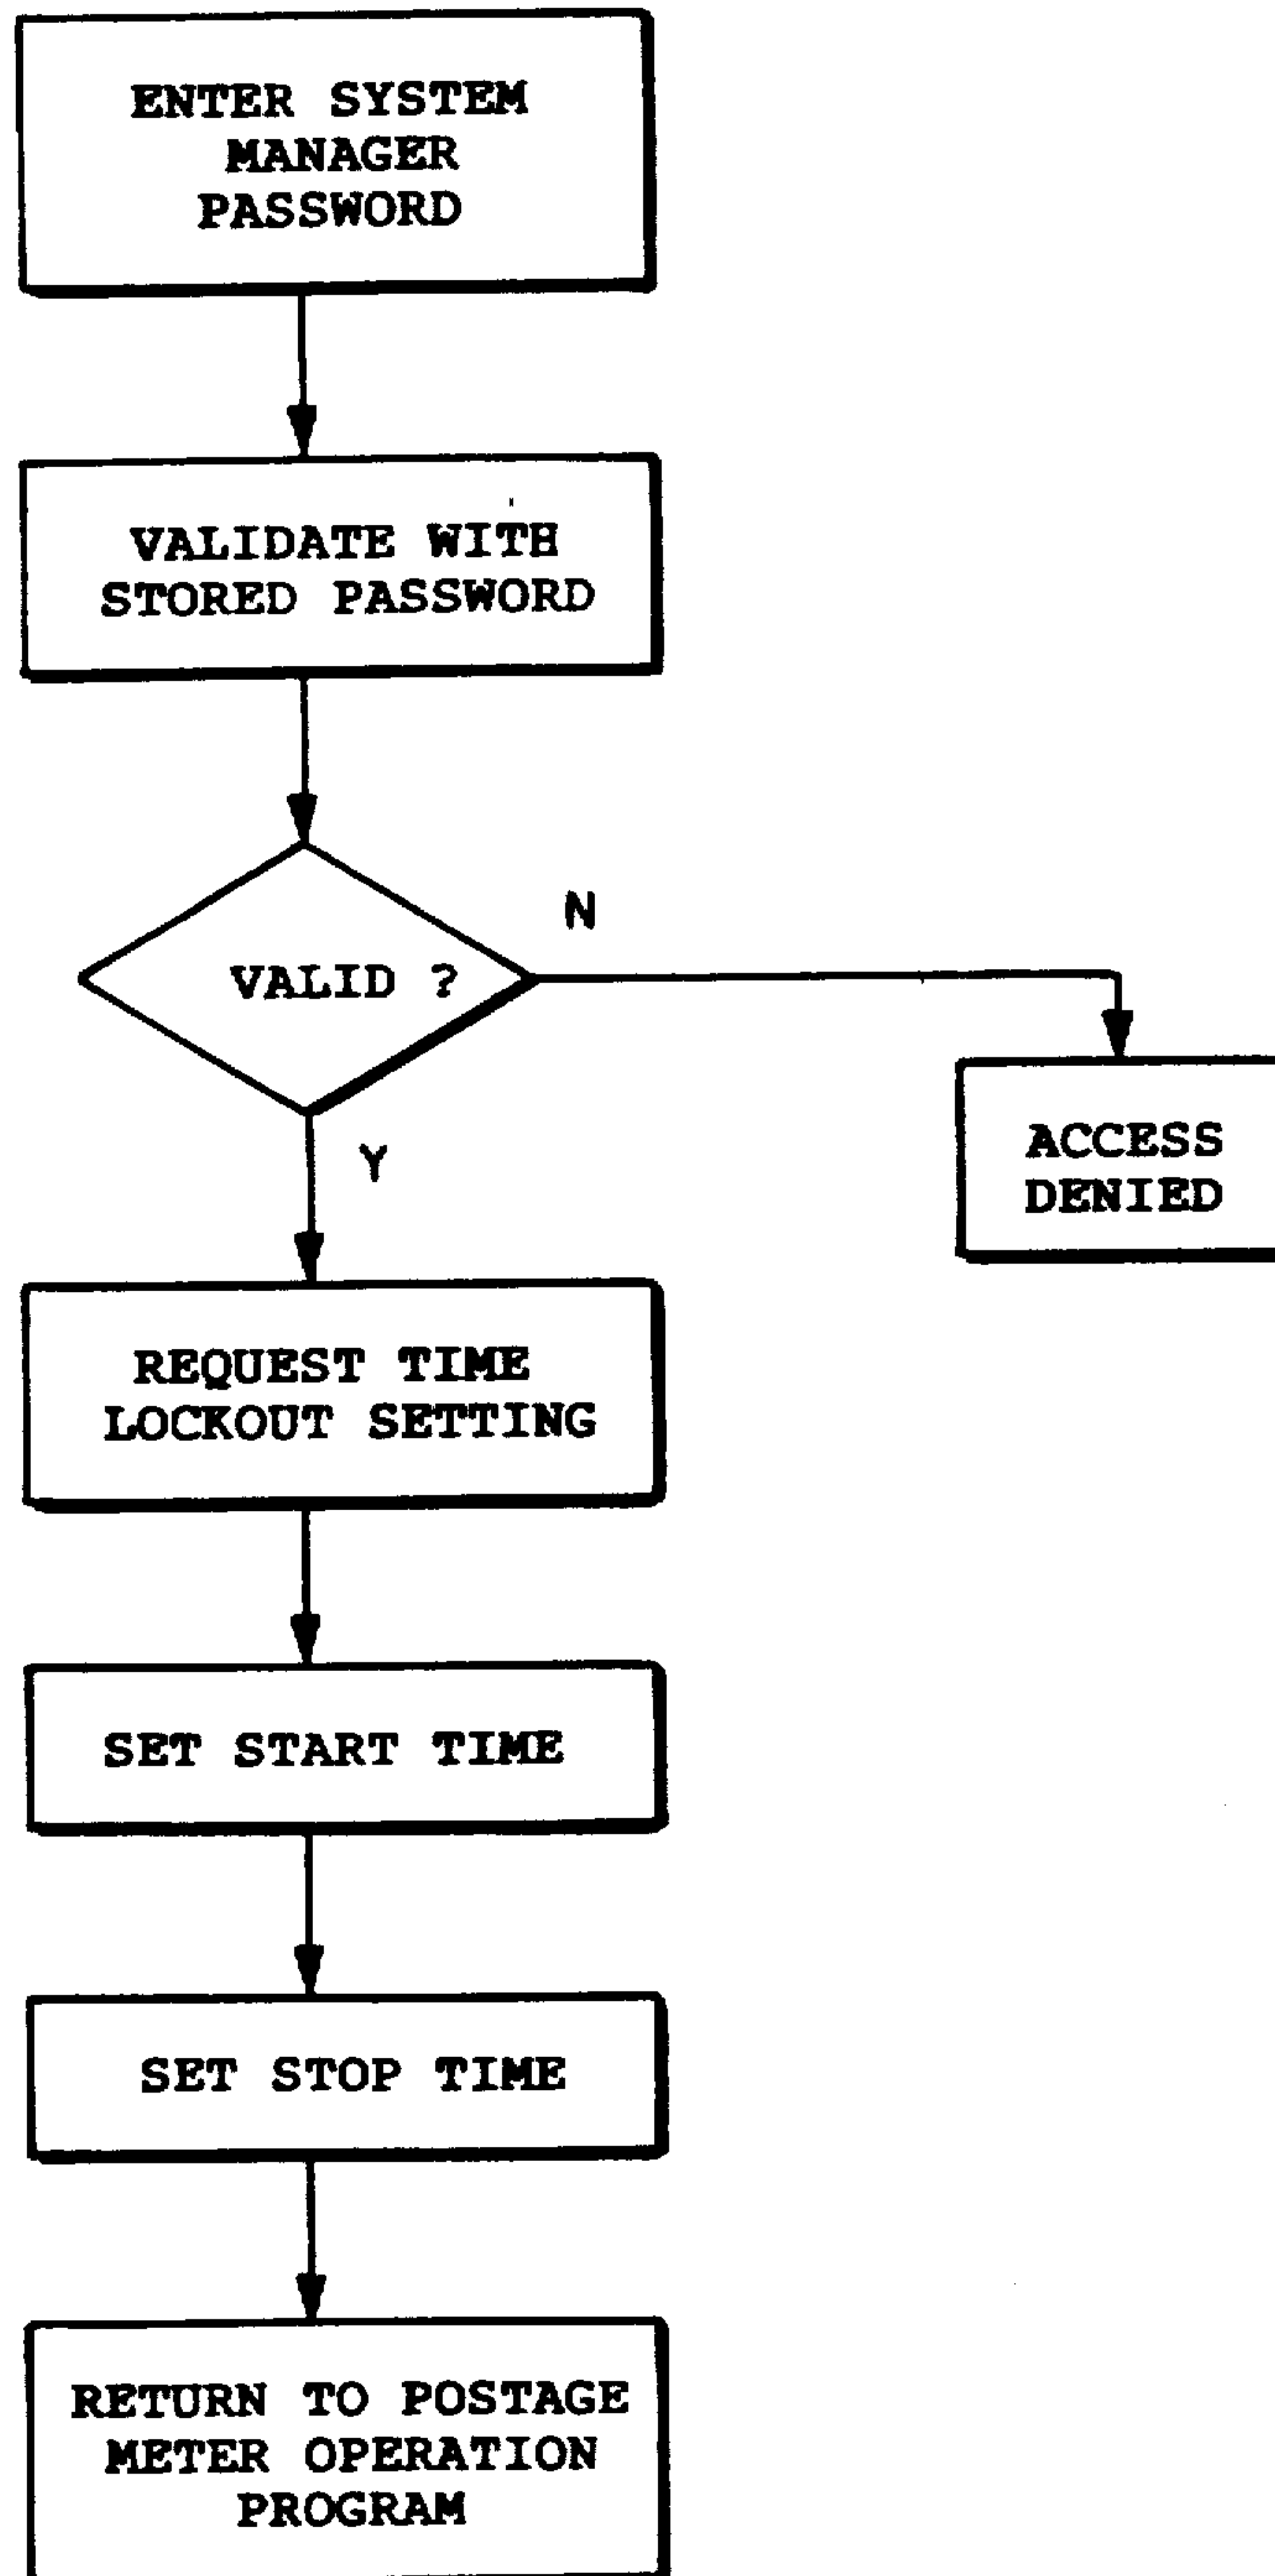 ENTER SYSTEM
MANAGER
PASSWORD
VALIDATE WITH
STORED PASSWORD
VALID ?
N
Y
ACCESS
DENIED
REQUEST TIME
LOCKOUT SETTING
SET START TIME
SET STOP TIME
RETURN TO POSTAGE
METER OPERATION
PROGRAM